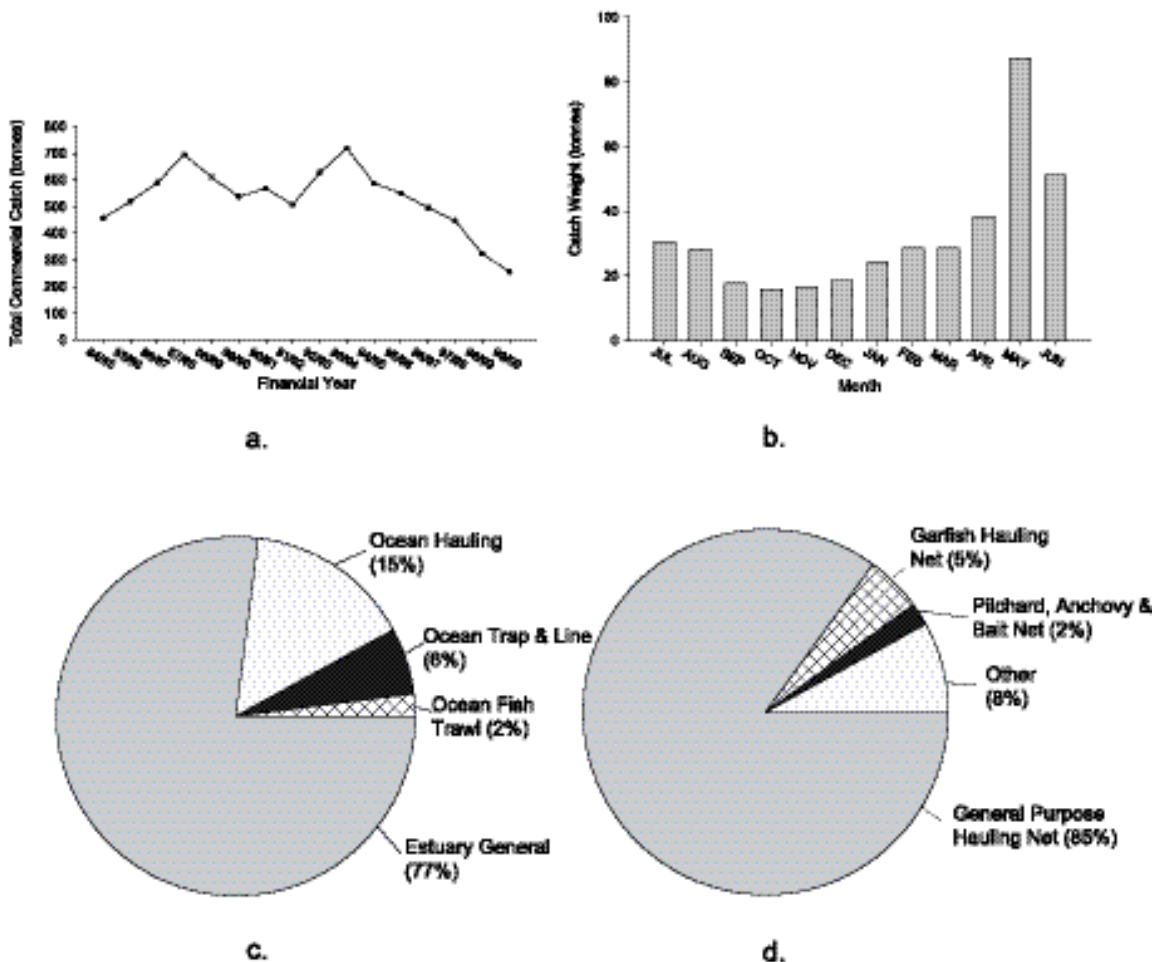 Total Commercial Catch (tonnes)
800
700
600
500
400
300
200
100
0
Financial Year
a.
Catch Weight (tonnes)
100
80
60
40
20
0
JUL
AUG
SEP
OCT
NOV
DEC
JAN
FEB
MAR
APR
MAY
JUN
Month
b.
Ocean Hauling
(15%)
Ocean Trap & Line
(6%)
Ocean Fish
Trawl (2%)
Estuary General
(77%)
c.
Garfish Hauling
Net (5%)
Pilchard, Anchovy &
Bait Net (2%)
Other
(8%)
General Purpose
Hauling Net (85%)
d.